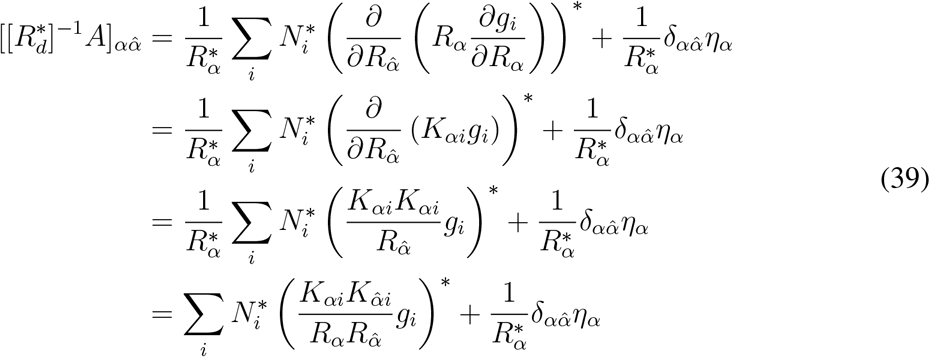 \[ [[R_d^*]^{-1}A]_{\alpha\hat{\alpha}} = \frac{1}{R_\alpha^*} \sum_i N_i^* \left( \frac{\partial}{\partial R_{\hat{\alpha}}} \left( R_\alpha \frac{\partial g_i}{\partial R_\alpha} \right) \right)^* + \frac{1}{R_\alpha^*} \delta_{\alpha\hat{\alpha}} \eta_\alpha \]
\[ = \frac{1}{R_\alpha^*} \sum_i N_i^* \left( \frac{\partial}{\partial R_{\hat{\alpha}}} \left( K_{\alpha i} g_i \right) \right)^* + \frac{1}{R_\alpha^*} \delta_{\alpha\hat{\alpha}} \eta_\alpha \]
\[ = \frac{1}{R_\alpha^*} \sum_i N_i^* \left( \frac{K_{\alpha i} K_{\alpha i}}{R_{\hat{\alpha}}} g_i \right)^* + \frac{1}{R_\alpha^*} \delta_{\alpha\hat{\alpha}} \eta_\alpha \]
(39)
\[ = \sum_i N_i^* \left( \frac{K_{\alpha i} K_{\hat{\alpha} i}}{R_\alpha R_{\hat{\alpha}}} g_i \right)^* + \frac{1}{R_\alpha^*} \delta_{\alpha\hat{\alpha}} \eta_\alpha \]